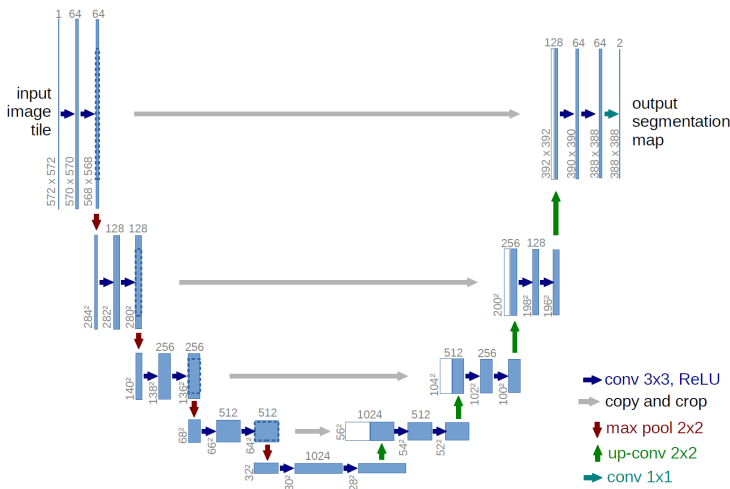 1 64 64
128 64 64 2
input
image
tile
output
segmentation
map
572 x 572
570 x 570
568 x 568
392 x 392
390 x 390
388 x 388
388 x 388
128 128
256 128
284²
282²
280²
200²
198²
196²
256 256
512 256
140²
138²
136²
104²
102²
100²
512 512
1024 512
68²
66²
64²
56²
54²
52²
1024
32²
30²
28²
conv 3x3, ReLU
copy and crop
max pool 2x2
up-conv 2x2
conv 1x1